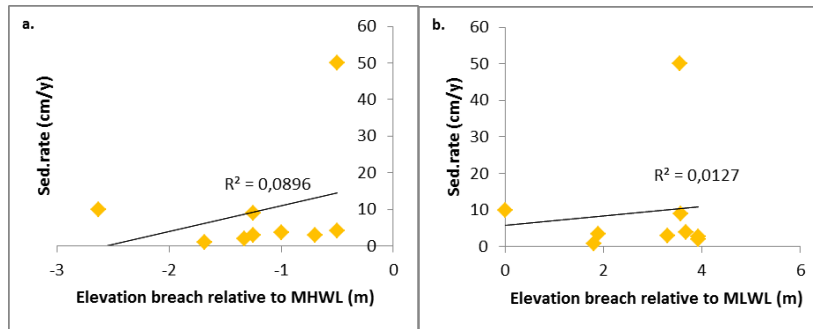 a.
Sed.rate (cm/y)
60
50
40
30
20
10
0
R² = 0,0896
-3 -2 -1 0
Elevation breach relative to MHWL (m)
b.
Sed.rate (cm/y)
60
50
40
30
20
10
0
R² = 0,0127
0 2 4 6
Elevation breach relative to MLWL (m)